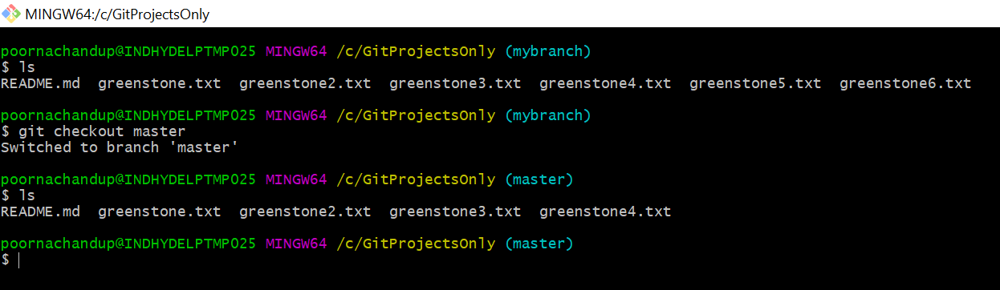 MINGW64:/c/GitProjectsOnly
poornachandup@INDHYDELPTMP025 MINGW64 /c/GitProjectsOnly (mybranch)
$ ls
README.md  greenstone.txt  greenstone2.txt  greenstone3.txt  greenstone4.txt  greenstone5.txt  greenstone6.txt
poornachandup@INDHYDELPTMP025 MINGW64 /c/GitProjectsOnly (mybranch)
$ git checkout master
Switched to branch 'master'
poornachandup@INDHYDELPTMP025 MINGW64 /c/GitProjectsOnly (master)
$ ls
README.md  greenstone.txt  greenstone2.txt  greenstone3.txt  greenstone4.txt
poornachandup@INDHYDELPTMP025 MINGW64 /c/GitProjectsOnly (master)
$